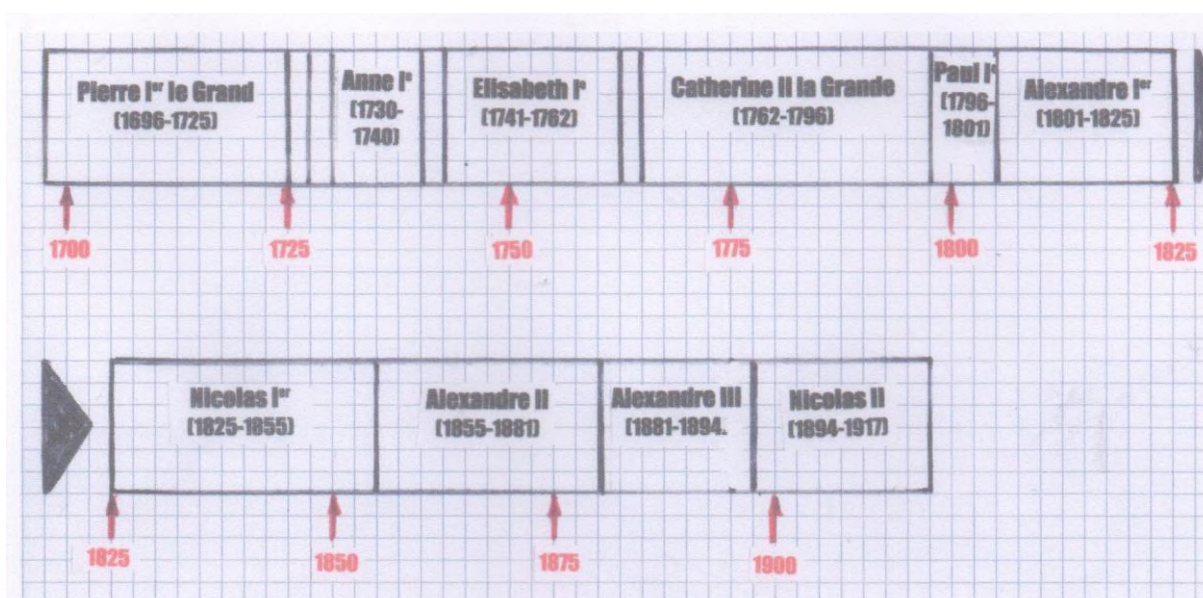 Pierre Iᵉʳ le Grand
(1696-1725)
Anne Iᵉ
(1730-
1740)
Elisabeth Iᵉ
(1741-1762)
Catherine II la Grande
(1762-1796)
Paul Iᵉ
(1796-
1801)
Alexandre Iᵉʳ
(1801-1825)
1700
1725
1750
1775
1800
1825
Nicolas Iᵉʳ
(1825-1855)
Alexandre II
(1855-1881)
Alexandre III
(1881-1894.
Nicolas II
(1894-1917)
1825
1850
1875
1900